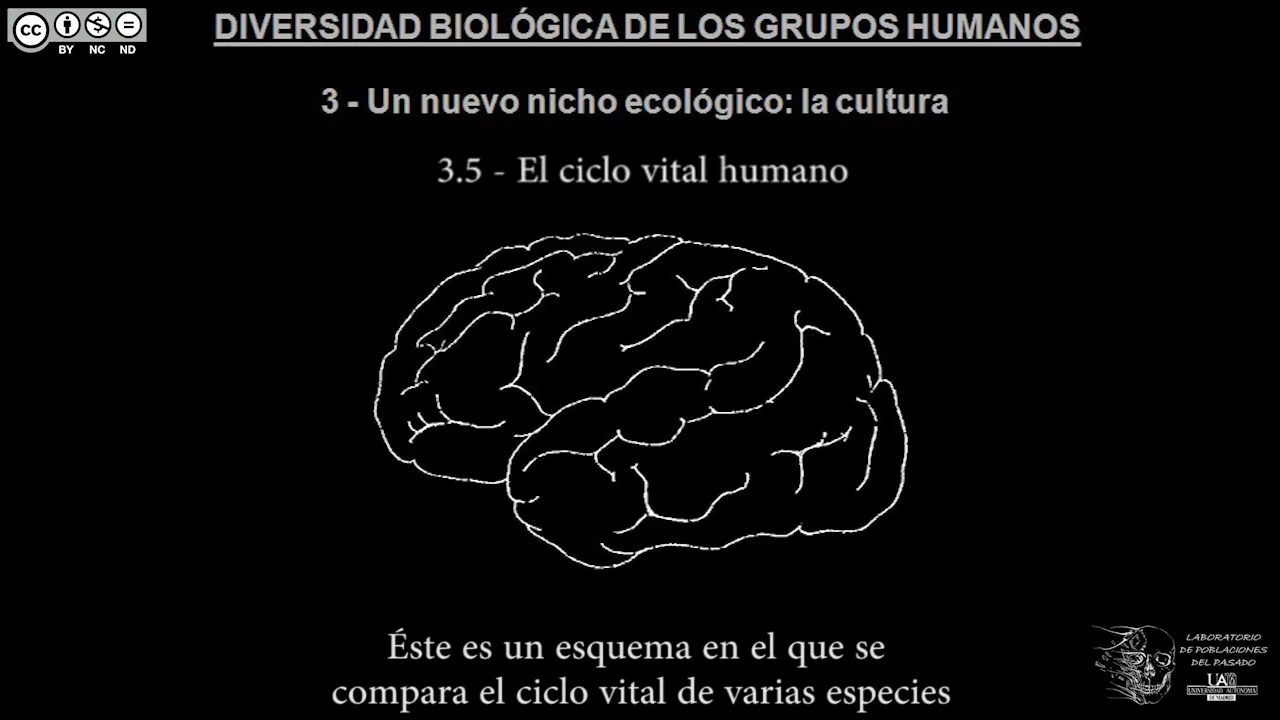 DIVERSIDAD BIOLÓGICA DE LOS GRUPOS HUMANOS
cc
BY NC ND
3 - Un nuevo nicho ecológico: la cultura
3.5 - El ciclo vital humano
Éste es un esquema en el que se
compara el ciclo vital de varias especies
LABORATORIO
DE POBLACIONES
DEL PASADO
UAM
UNIVERSIDAD AUTONOMA
DE MADRID